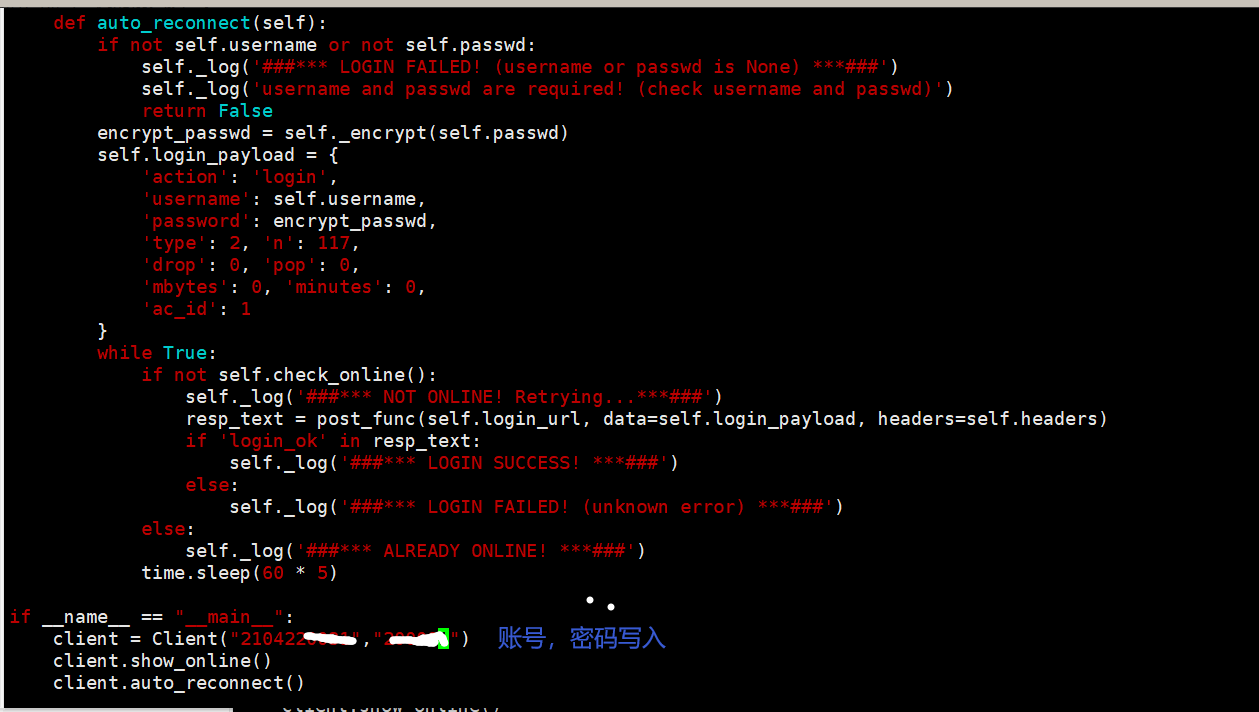 def auto_reconnect(self):
if not self.username or not self.passwd:
self._log('###*** LOGIN FAILED! (username or passwd is None) ***###')
self._log('username and passwd are required! (check username and passwd)')
return False
encrypt_passwd = self._encrypt(self.passwd)
self.login_payload = {
'action': 'login',
'username': self.username,
'password': encrypt_passwd,
'type': 2, 'n': 117,
'drop': 0, 'pop': 0,
'mbytes': 0, 'minutes': 0,
'ac_id': 1
}
while True:
if not self.check_online():
self._log('###*** NOT ONLINE! Retrying...***###')
resp_text = post_func(self.login_url, data=self.login_payload, headers=self.headers)
if 'login_ok' in resp_text:
self._log('###*** LOGIN SUCCESS! ***###')
else:
self._log('###*** LOGIN FAILED! (unknown error) ***###')
else:
self._log('###*** ALREADY ONLINE! ***###')
time.sleep(60 * 5)
if __name__ == "__main__":
client = Client(" ", " ") 账号，密码写入
client.show_online()
client.auto_reconnect()